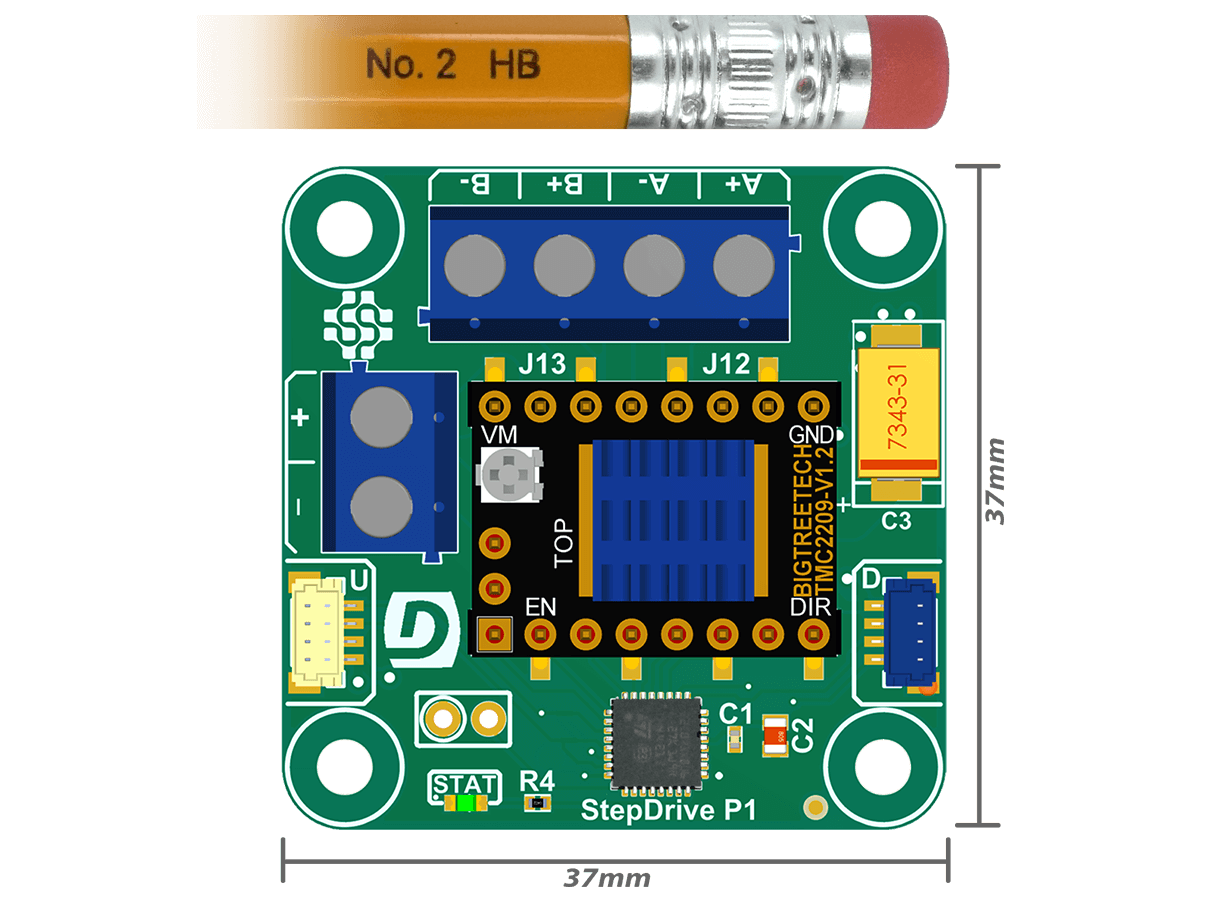 No. 2 HB
B- B+ A- A+
J13 J12
7343-31
+
-
VM GND
BIGTREETECH
TMC2209-V1.2
TOP
+
C3
U
EN DIR
D
C1
C2
STAT R4
StepDrive P1
37mm
37mm